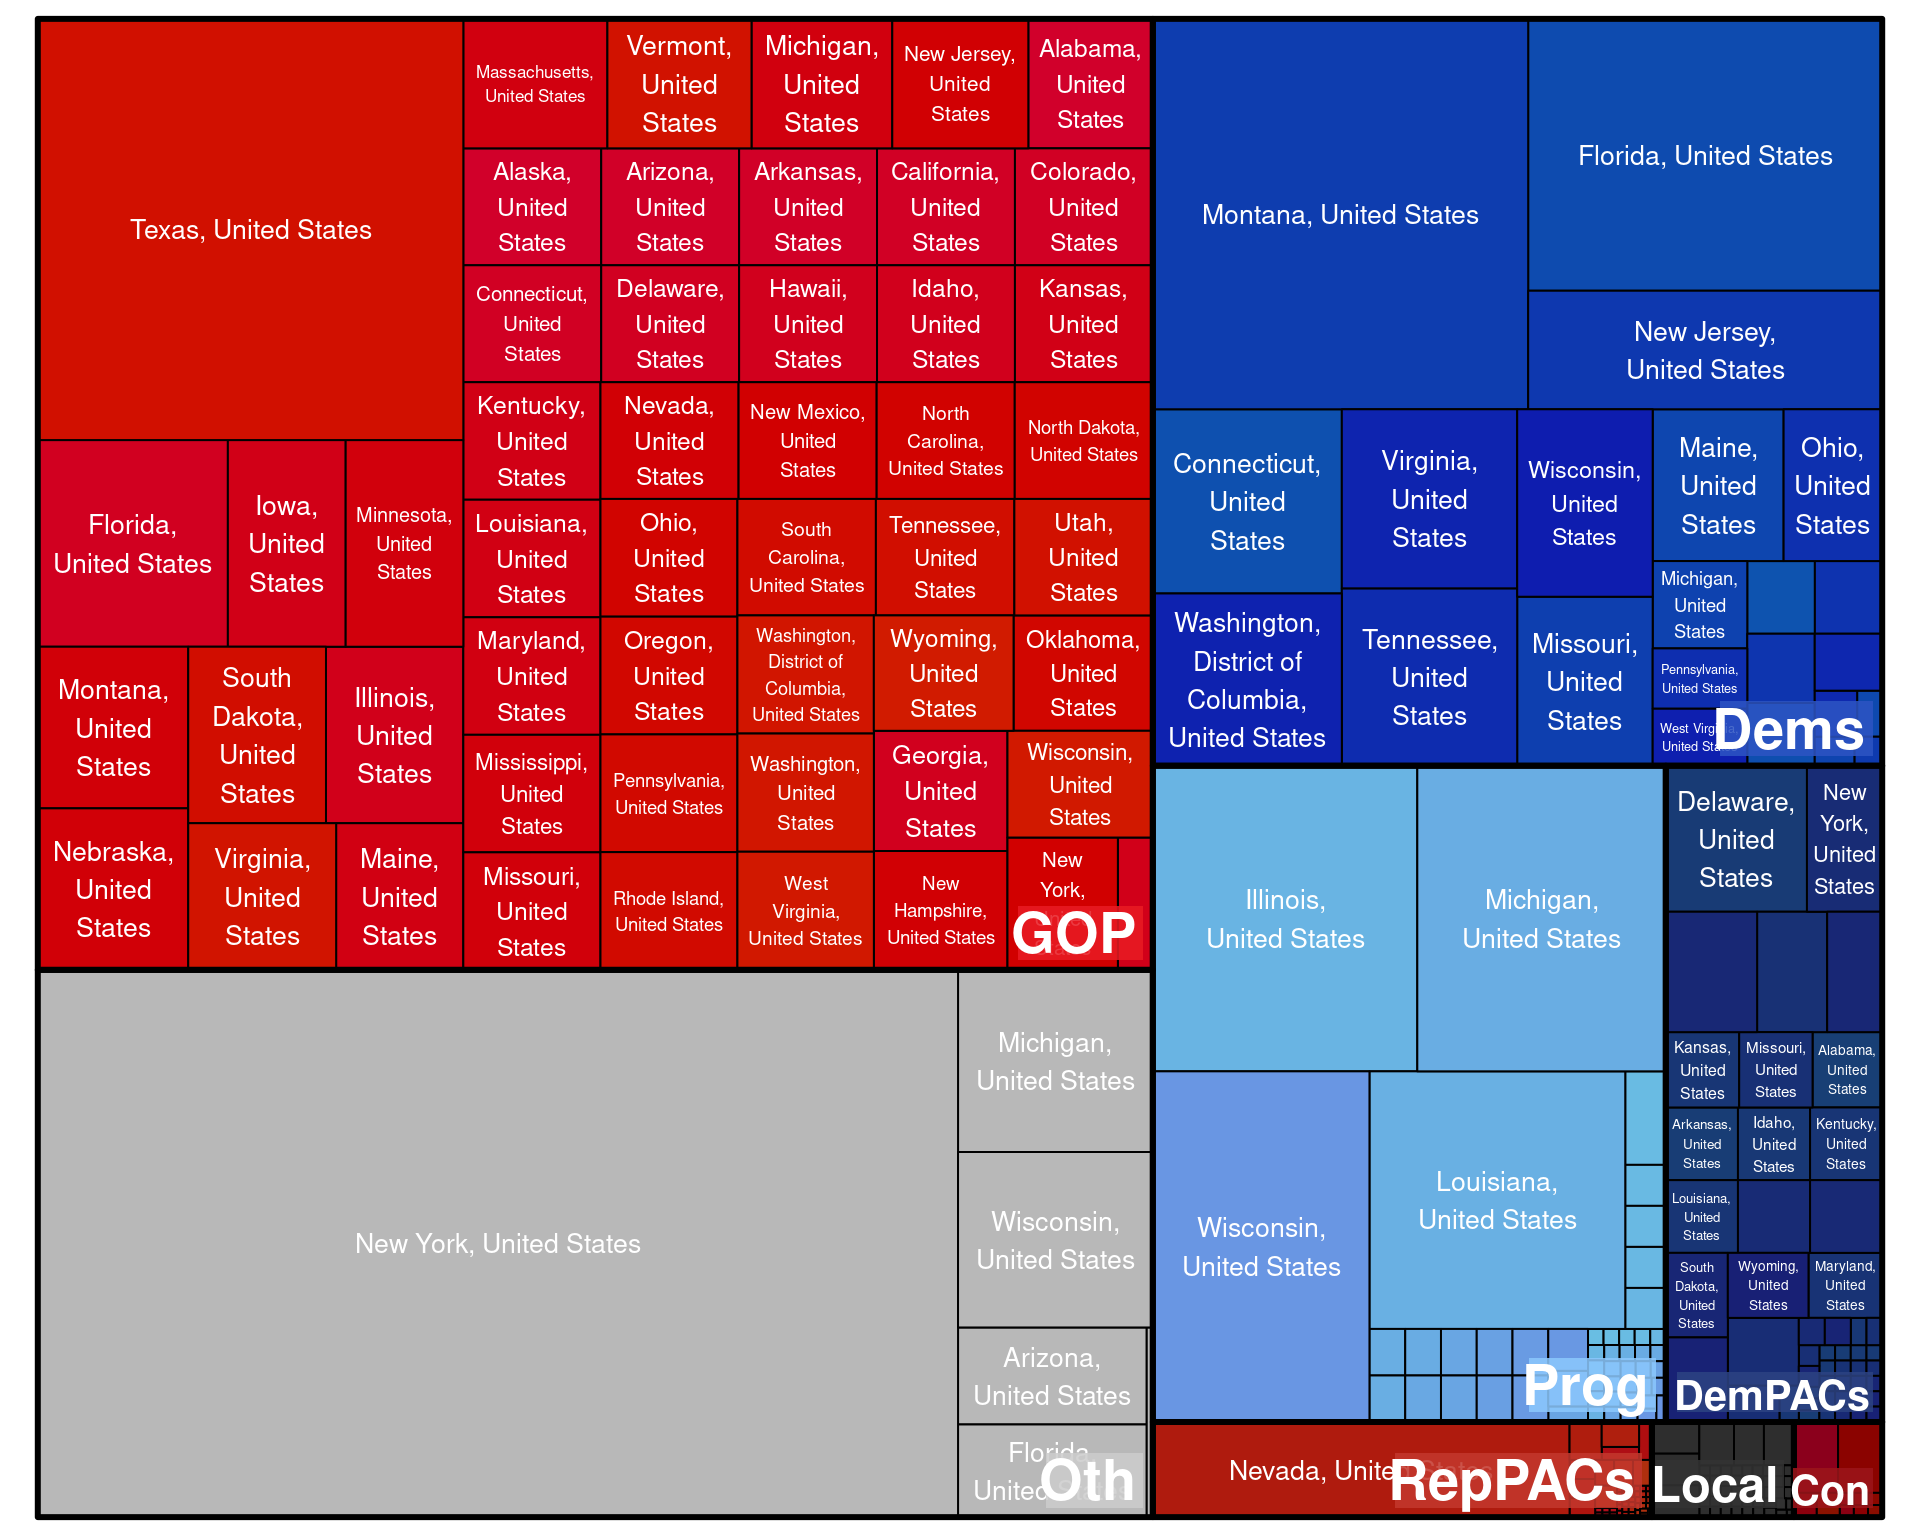 Texas, United States
Massachusetts,
United States
Vermont,
United
States
Michigan,
United
States
New Jersey,
United
States
Alabama,
United
States
Alaska,
United
States
Arizona,
United
States
Arkansas,
United
States
California,
United
States
Colorado,
United
States
Connecticut,
United
States
Delaware,
United
States
Hawaii,
United
States
Idaho,
United
States
Kansas,
United
States
Kentucky,
United
States
Nevada,
United
States
New Mexico,
United
States
North
Carolina,
United States
North Dakota,
United States
Florida,
United States
Iowa,
United
States
Minnesota,
United
States
Louisiana,
United
States
Ohio,
United
States
South
Carolina,
United States
Tennessee,
United
States
Utah,
United
States
Maryland,
United
States
Oregon,
United
States
Washington,
District of
Columbia,
United States
Wyoming,
United
States
Oklahoma,
United
States
Montana,
United
States
South
Dakota,
United
States
Illinois,
United
States
Mississippi,
United
States
Pennsylvania,
United States
Washington,
United
States
Georgia,
United
States
Wisconsin,
United
States
Nebraska,
United
States
Virginia,
United
States
Maine,
United
States
Missouri,
United
States
Rhode Island,
United States
West
Virginia,
United States
New
Hampshire,
United States
New
York,
GOP
New York, United States
Michigan,
United States
Wisconsin,
United States
Arizona,
United States
Florida
United
Oth
Montana, United States
Florida, United States
New Jersey,
United States
Connecticut,
United
States
Virginia,
United
States
Wisconsin,
United
States
Maine,
United
States
Ohio,
United
States
Washington,
District of
Columbia,
United States
Tennessee,
United
States
Missouri,
United
States
Michigan,
United
States
Pennsylvania,
United States
West Virginia,
United
Dems
Illinois,
United States
Michigan,
United States
Wisconsin,
United States
Louisiana,
United States
Prog
Delaware,
United
States
New
York,
United
States
Kansas,
United
States
Missouri,
United
States
Alabama,
United
States
Arkansas,
United
States
Idaho,
United
States
Kentucky,
United
States
Louisiana,
United
States
South
Dakota,
United
States
Wyoming,
United
States
Maryland,
United
States
DemPACs
Nevada, United States
RepPACs
Local
Con